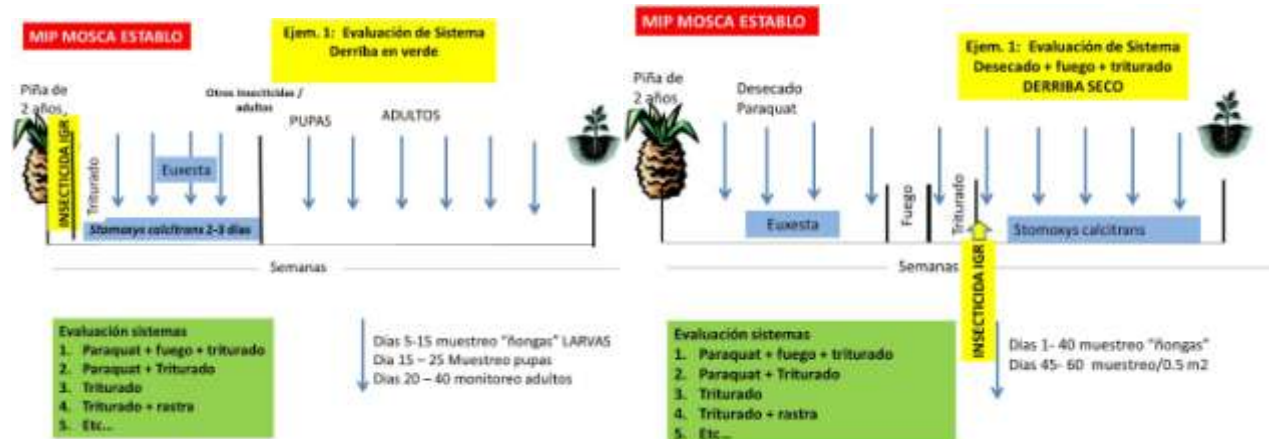 MIP MOSCA ESTABLO
Ejem. 1: Evaluación de Sistema
Derriba en verde
Piña de
2 años
INSECTICIDA IGR
Triturado
Euxesta
Otros insecticidas /
adultos
PUPAS
ADULTOS
Stomoxys calcitrans 2-3 días
Semanas
Evaluación sistemas
1. Paraquat + fuego + triturado
2. Paraquat + Triturado
3. Triturado
4. Triturado + rastra
5. Etc...
Días 5-15 muestreo "ñongas" LARVAS
Dia 15 – 25 Muestreo pupas
Dias 20 – 40 monitoreo adultos
MIP MOSCA ESTABLO
Ejem. 1: Evaluación de Sistema
Desecado + fuego + triturado
DERRIBA SECO
Piña de
2 años
Desecado
Paraquat
Euxesta
Fuego
Triturado
Stomoxys calcitrans
Semanas
INSECTICIDA IGR
Evaluación sistemas
1. Paraquat + fuego + triturado
2. Paraquat + Triturado
3. Triturado
4. Triturado + rastra
5. Etc...
Dias 1- 40 muestreo "ñongas"
Dias 45- 60 muestreo/0.5 m2